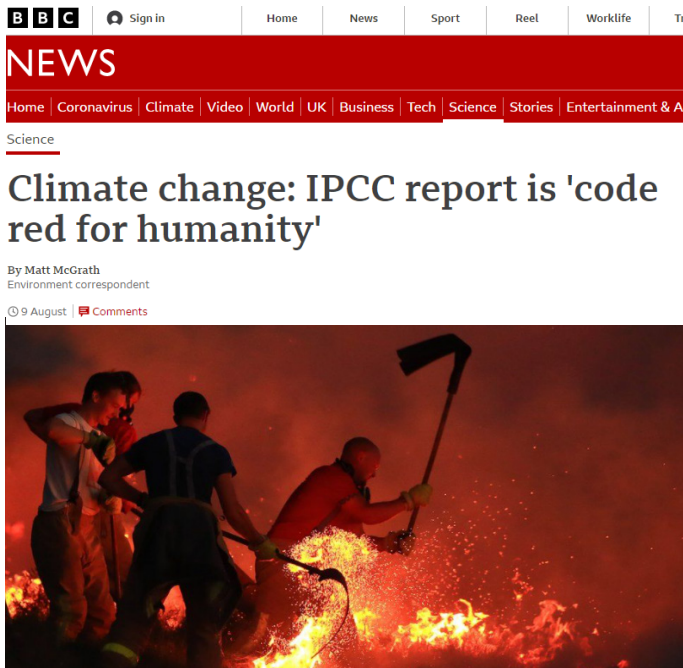 BBC Sign in Home News Sport Reel Worklife
NEWS
Home Coronavirus Climate Video World UK Business Tech Science Stories Entertainment & A
Science
Climate change: IPCC report is 'code
red for humanity'
By Matt McGrath
Environment correspondent
9 August Comments